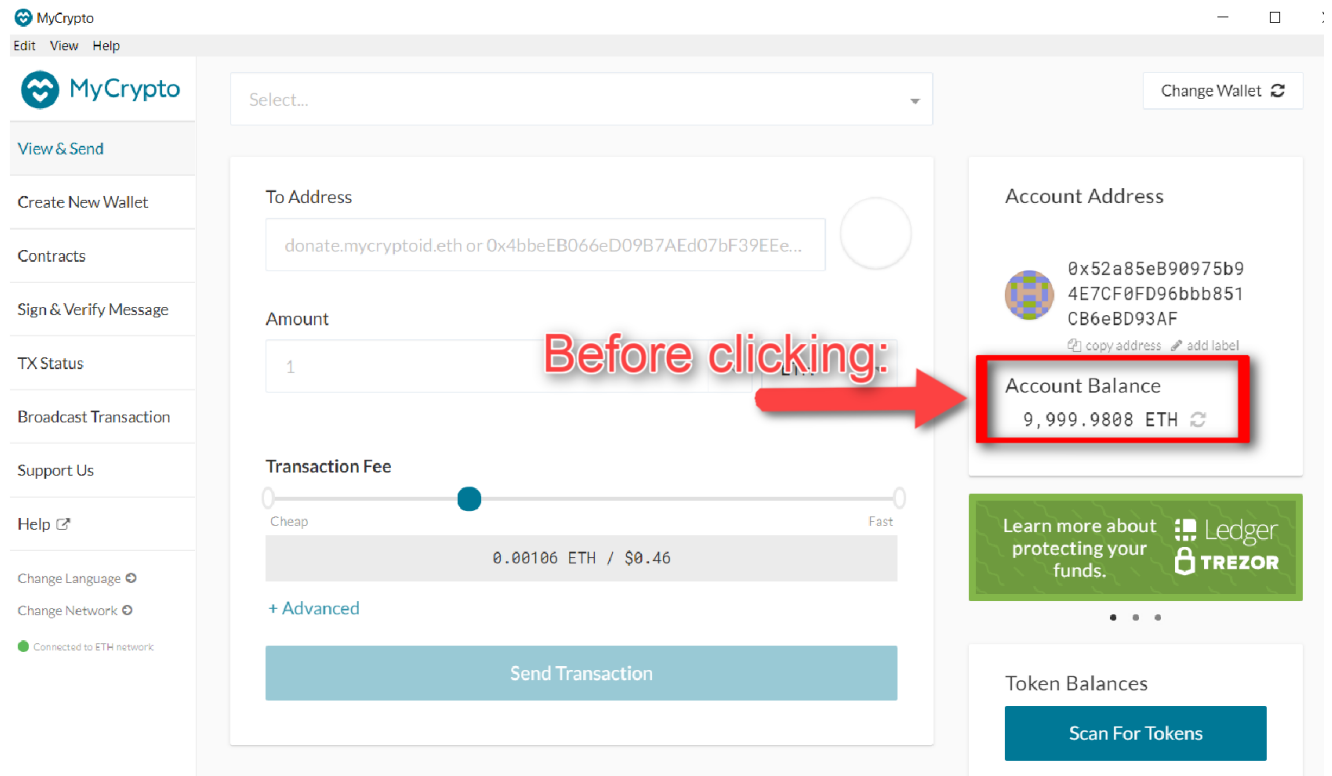 MyCrypto
Edit View Help
MyCrypto
View & Send
Create New Wallet
Contracts
Sign & Verify Message
TX Status
Broadcast Transaction
Support Us
Help
Change Language
Change Network
Connected to ETH network
Select...
Change Wallet
To Address
donate.mycryptoid.eth or 0x4bbeEB066eD09B7AEd07bF39EEe...
Amount
1
Before clicking:
Transaction Fee
Cheap
Fast
0.00106 ETH / $0.46
+ Advanced
Send Transaction
Account Address
0x52a85eB90975b9
4E7CF0FD96bbb851
CB6eBD93AF
copy address add label
Account Balance
9,999.9808 ETH
Learn more about
protecting your
funds.
Ledger
TREZOR
Token Balances
Scan For Tokens